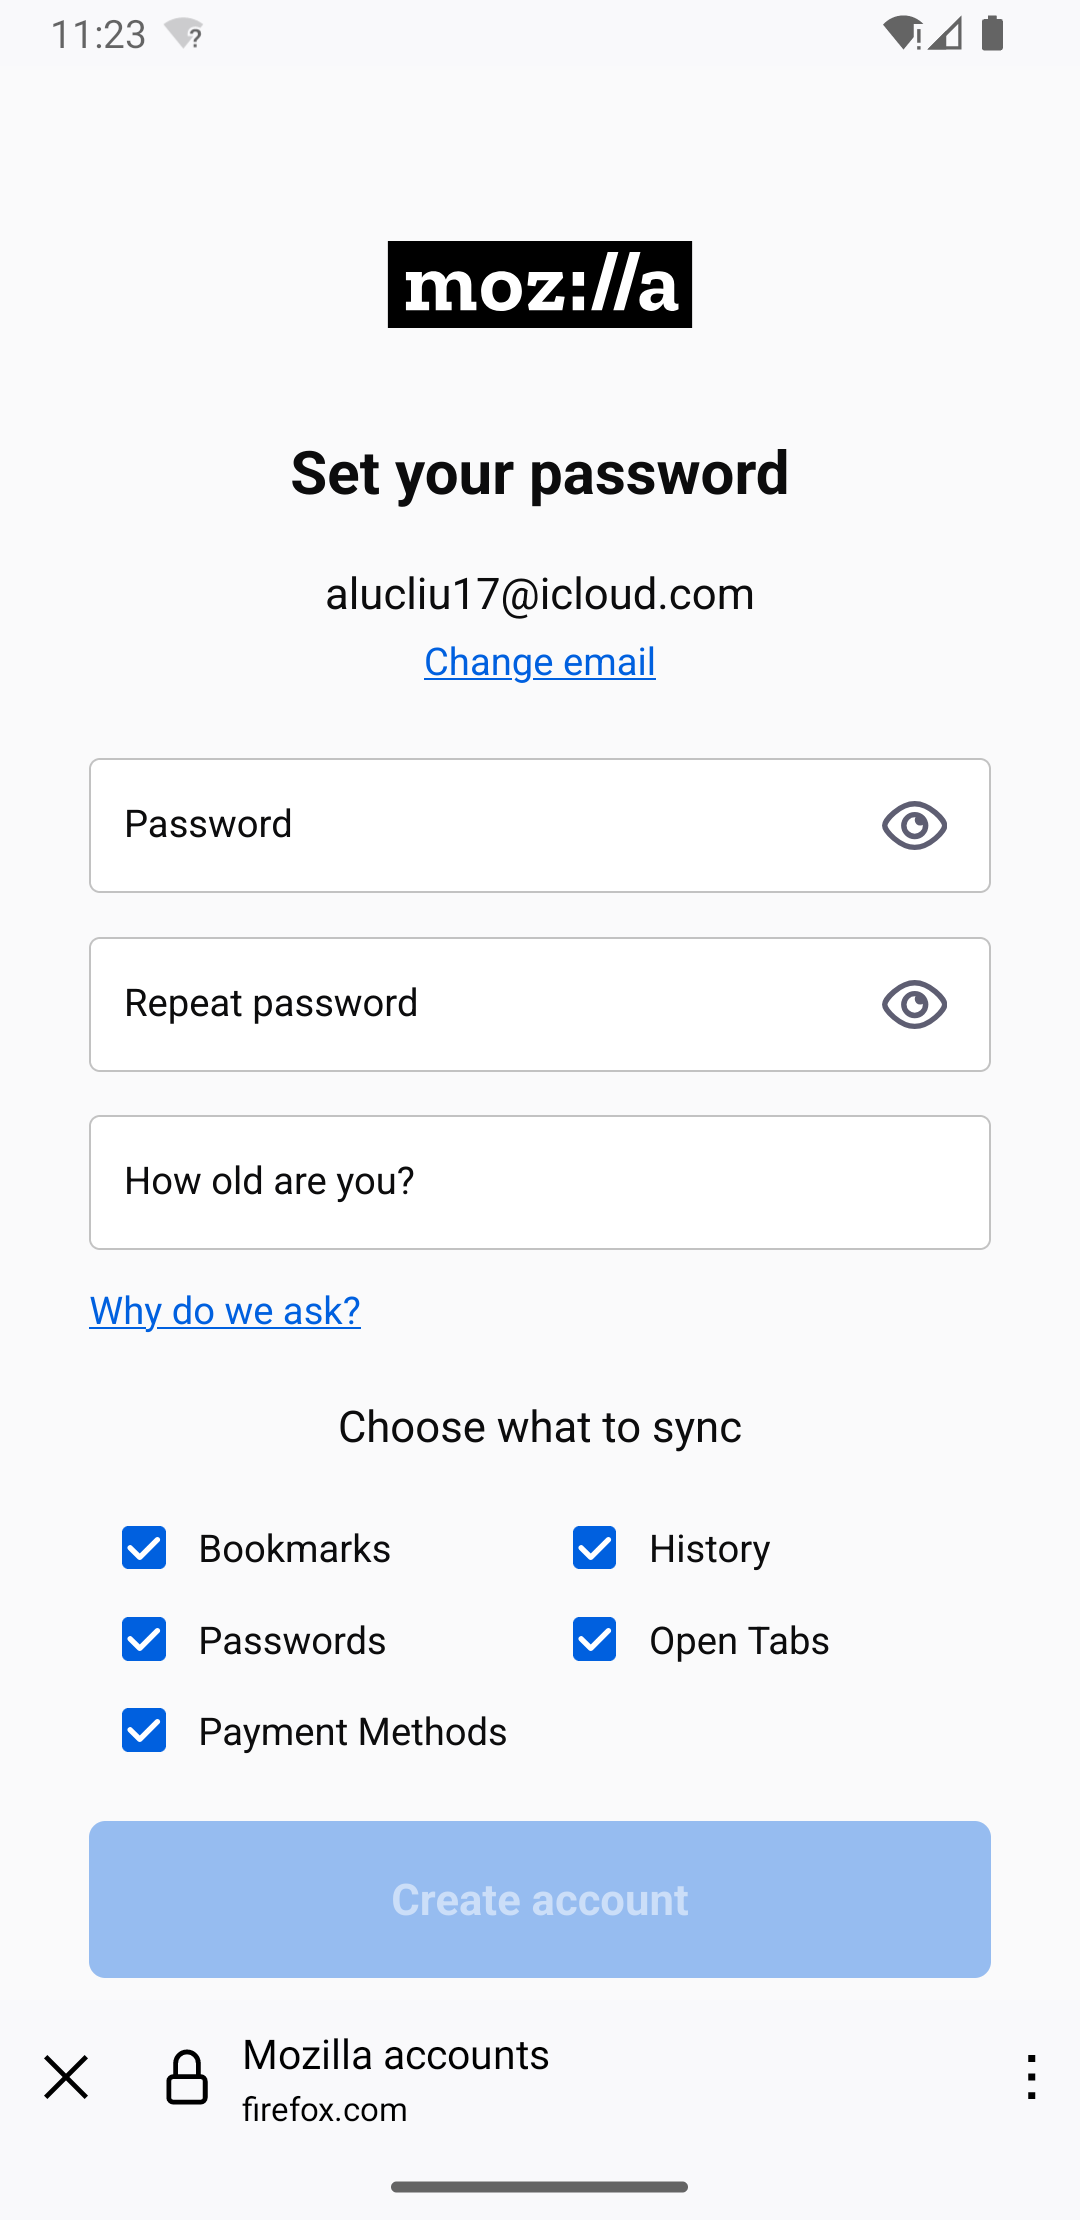 11:23
moz://a
Set your password
alucliu17@icloud.com
Change email
Password
Repeat password
How old are you?
Why do we ask?
Choose what to sync
Bookmarks
History
Passwords
Open Tabs
Payment Methods
Create account
Mozilla accounts
firefox.com